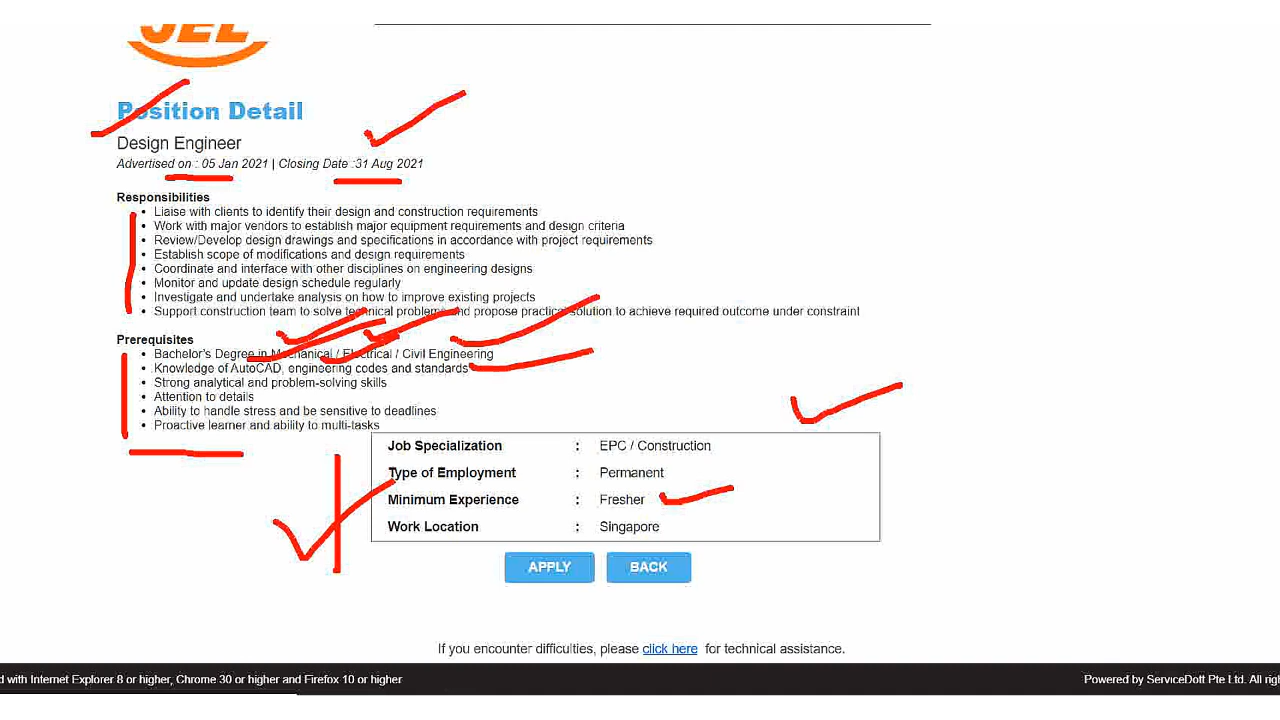 JEL
Position Detail
Design Engineer
Advertised on : 05 Jan 2021 | Closing Date :31 Aug 2021
Responsibilities
• Liaise with clients to identify their design and construction requirements
• Work with major vendors to establish major equipment requirements and design criteria
• Review/Develop design drawings and specifications in accordance with project requirements
• Establish scope of modifications and design requirements
• Coordinate and interface with other disciplines on engineering designs
• Monitor and update design schedule regularly
• Investigate and undertake analysis on how to improve existing projects
• Support construction team to solve technical problems and propose practical solution to achieve required outcome under constraint
Prerequisites
• Bachelor's Degree in Mechanical / Electrical / Civil Engineering
• Knowledge of AutoCAD, engineering codes and standards
• Strong analytical and problem-solving skills
• Attention to details
• Ability to handle stress and be sensitive to deadlines
• Proactive learner and ability to multi-tasks
Job Specialization : EPC / Construction
Type of Employment : Permanent
Minimum Experience : Fresher
Work Location : Singapore
APPLY BACK
If you encounter difficulties, please click here for technical assistance.
d with Internet Explorer 8 or higher, Chrome 30 or higher and Firefox 10 or higher
Powered by ServiceDott Pte Ltd. All righ